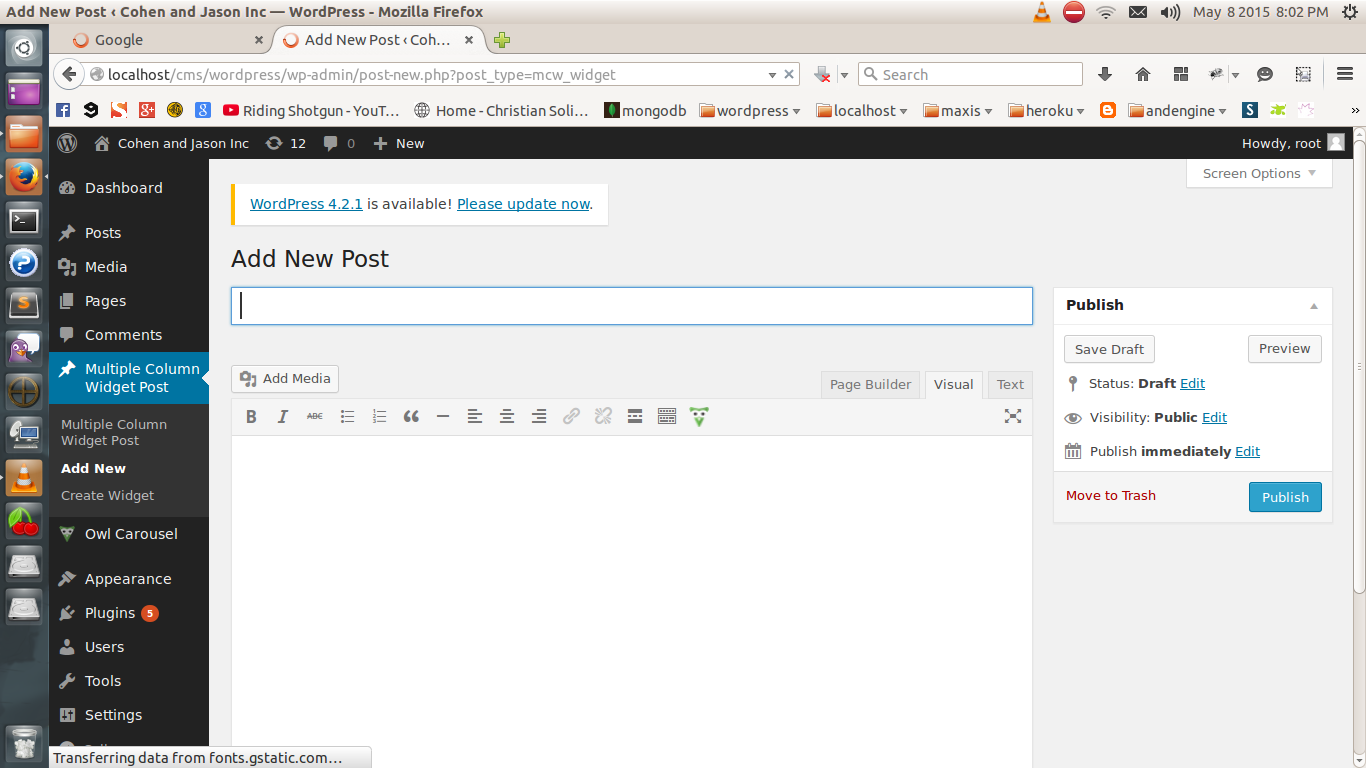 Add New Post ‹ Cohen and Jason Inc — WordPress - Mozilla Firefox
May 8 2015 8:02 PM
Google
Add New Post ‹ Coh…
localhost/cms/wordpress/wp-admin/post-new.php?post_type=mcw_widget
Search
Riding Shotgun - YouT…
Home - Christian Soli…
mongodb
wordpress
localhost
maxis
heroku
andengine
Cohen and Jason Inc
12
0
New
Howdy, root
Screen Options
Dashboard
Posts
Media
Pages
Comments
Multiple Column
Widget Post
Multiple Column
Widget Post
Add New
Create Widget
Owl Carousel
Appearance
Plugins 5
Users
Tools
Settings
WordPress 4.2.1 is available! Please update now.
Add New Post
Add Media
Page Builder
Visual
Text
B I ABC
Publish
Save Draft
Preview
Status: Draft Edit
Visibility: Public Edit
Publish immediately Edit
Move to Trash
Publish
Transferring data from fonts.gstatic.com…